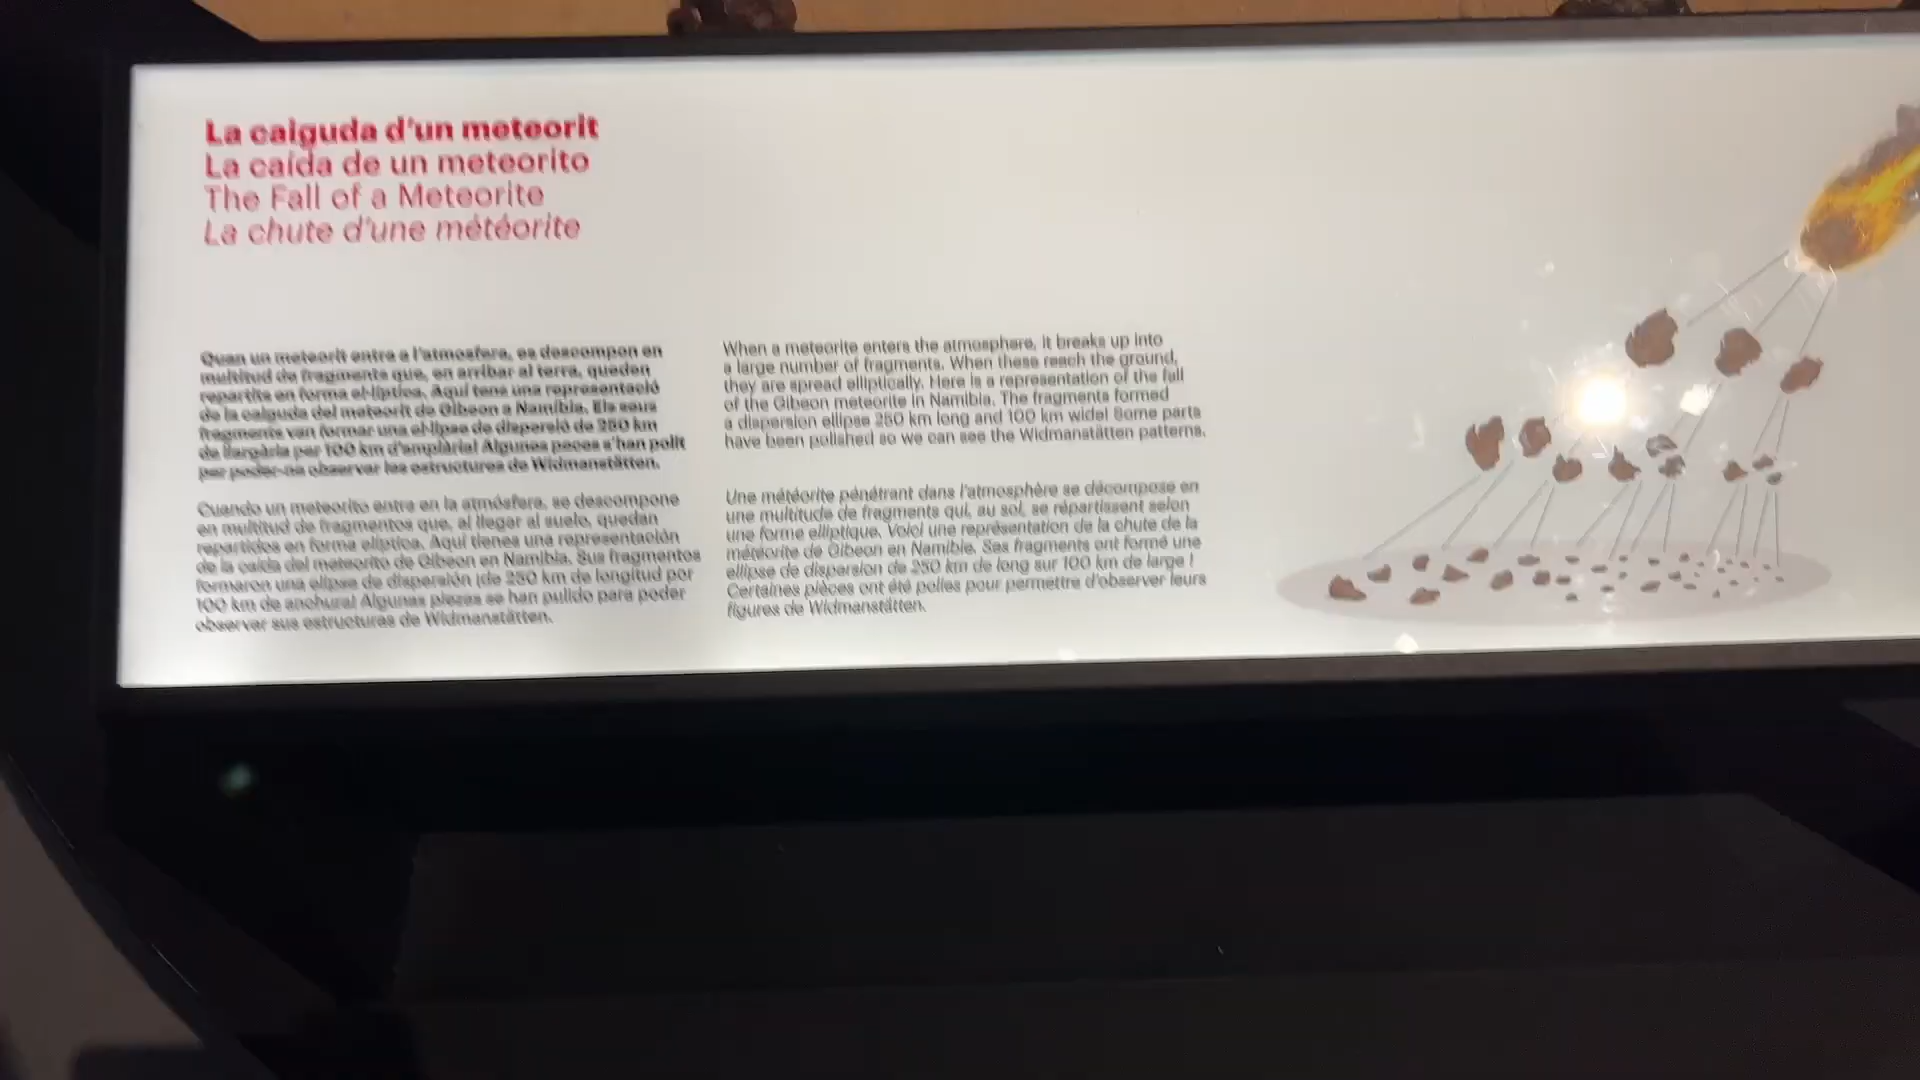 La caiguda d'un meteorit
La caída de un meteorito
The Fall of a Meteorite
La chute d'une météorite
Quan un meteorit entra a l'atmosfera, es descompon en
multitud de fragments que, en arribar al terra, queden
repartits en forma el·líptica. Aquí tens una representació
de la caiguda del meteorit de Gibeon a Namíbia. Els seus
fragments van formar una el·lipse de dispersió de 250 km
de llargària per 100 km d'amplària! Algunes peces s'han polit
per poder-ne observar les estructures de Widmanstätten.
Cuando un meteorito entra en la atmósfera, se descompone
en multitud de fragmentos que, al llegar al suelo, quedan
repartidos en forma elíptica. Aquí tienes una representación
de la caída del meteorito de Gibeon en Namibia. Sus fragmentos
formaron una elipse de dispersión ¡de 250 km de longitud por
100 km de anchura! Algunas piezas se han pulido para poder
observar sus estructuras de Widmanstätten.
When a meteorite enters the atmosphere, it breaks up into
a large number of fragments. When these reach the ground,
they are spread elliptically. Here is a representation of the fall
of the Gibeon meteorite in Namibia. The fragments formed
a dispersion ellipse 250 km long and 100 km wide! Some parts
have been polished so we can see the Widmanstätten patterns.
Une météorite pénétrant dans l'atmosphère se décompose en
une multitude de fragments qui, au sol, se répartissent selon
une forme elliptique. Voici une représentation de la chute de la
météorite de Gibeon en Namibie. Ses fragments ont formé une
ellipse de dispersion de 250 km de long sur 100 km de large !
Certaines pièces ont été polies pour permettre d'observer leurs
figures de Widmanstätten.